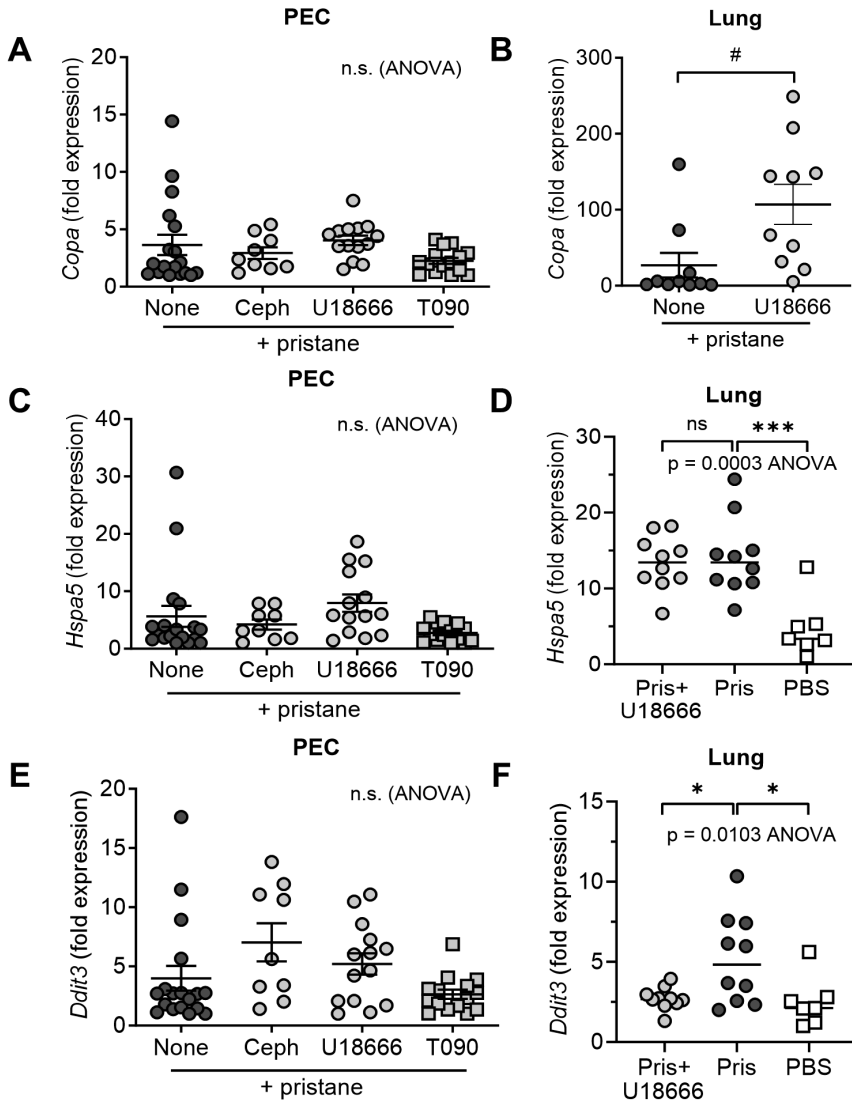 A
PEC
n.s. (ANOVA)
Copa (fold expression)
20
15
10
5
0
None Ceph U18666 T090
+ pristane
B
Lung
#
Copa (fold expression)
300
200
100
0
None U18666
+ pristane
C
PEC
n.s. (ANOVA)
Hspa5 (fold expression)
40
30
20
10
0
None Ceph U18666 T090
+ pristane
D
Lung
ns ***
p = 0.0003 ANOVA
Hspa5 (fold expression)
30
20
10
0
Pris+ Pris PBS
U18666
E
PEC
n.s. (ANOVA)
Ddit3 (fold expression)
20
15
10
5
0
None Ceph U18666 T090
+ pristane
F
Lung
* *
p = 0.0103 ANOVA
Ddit3 (fold expression)
15
10
5
0
Pris+ Pris PBS
U18666